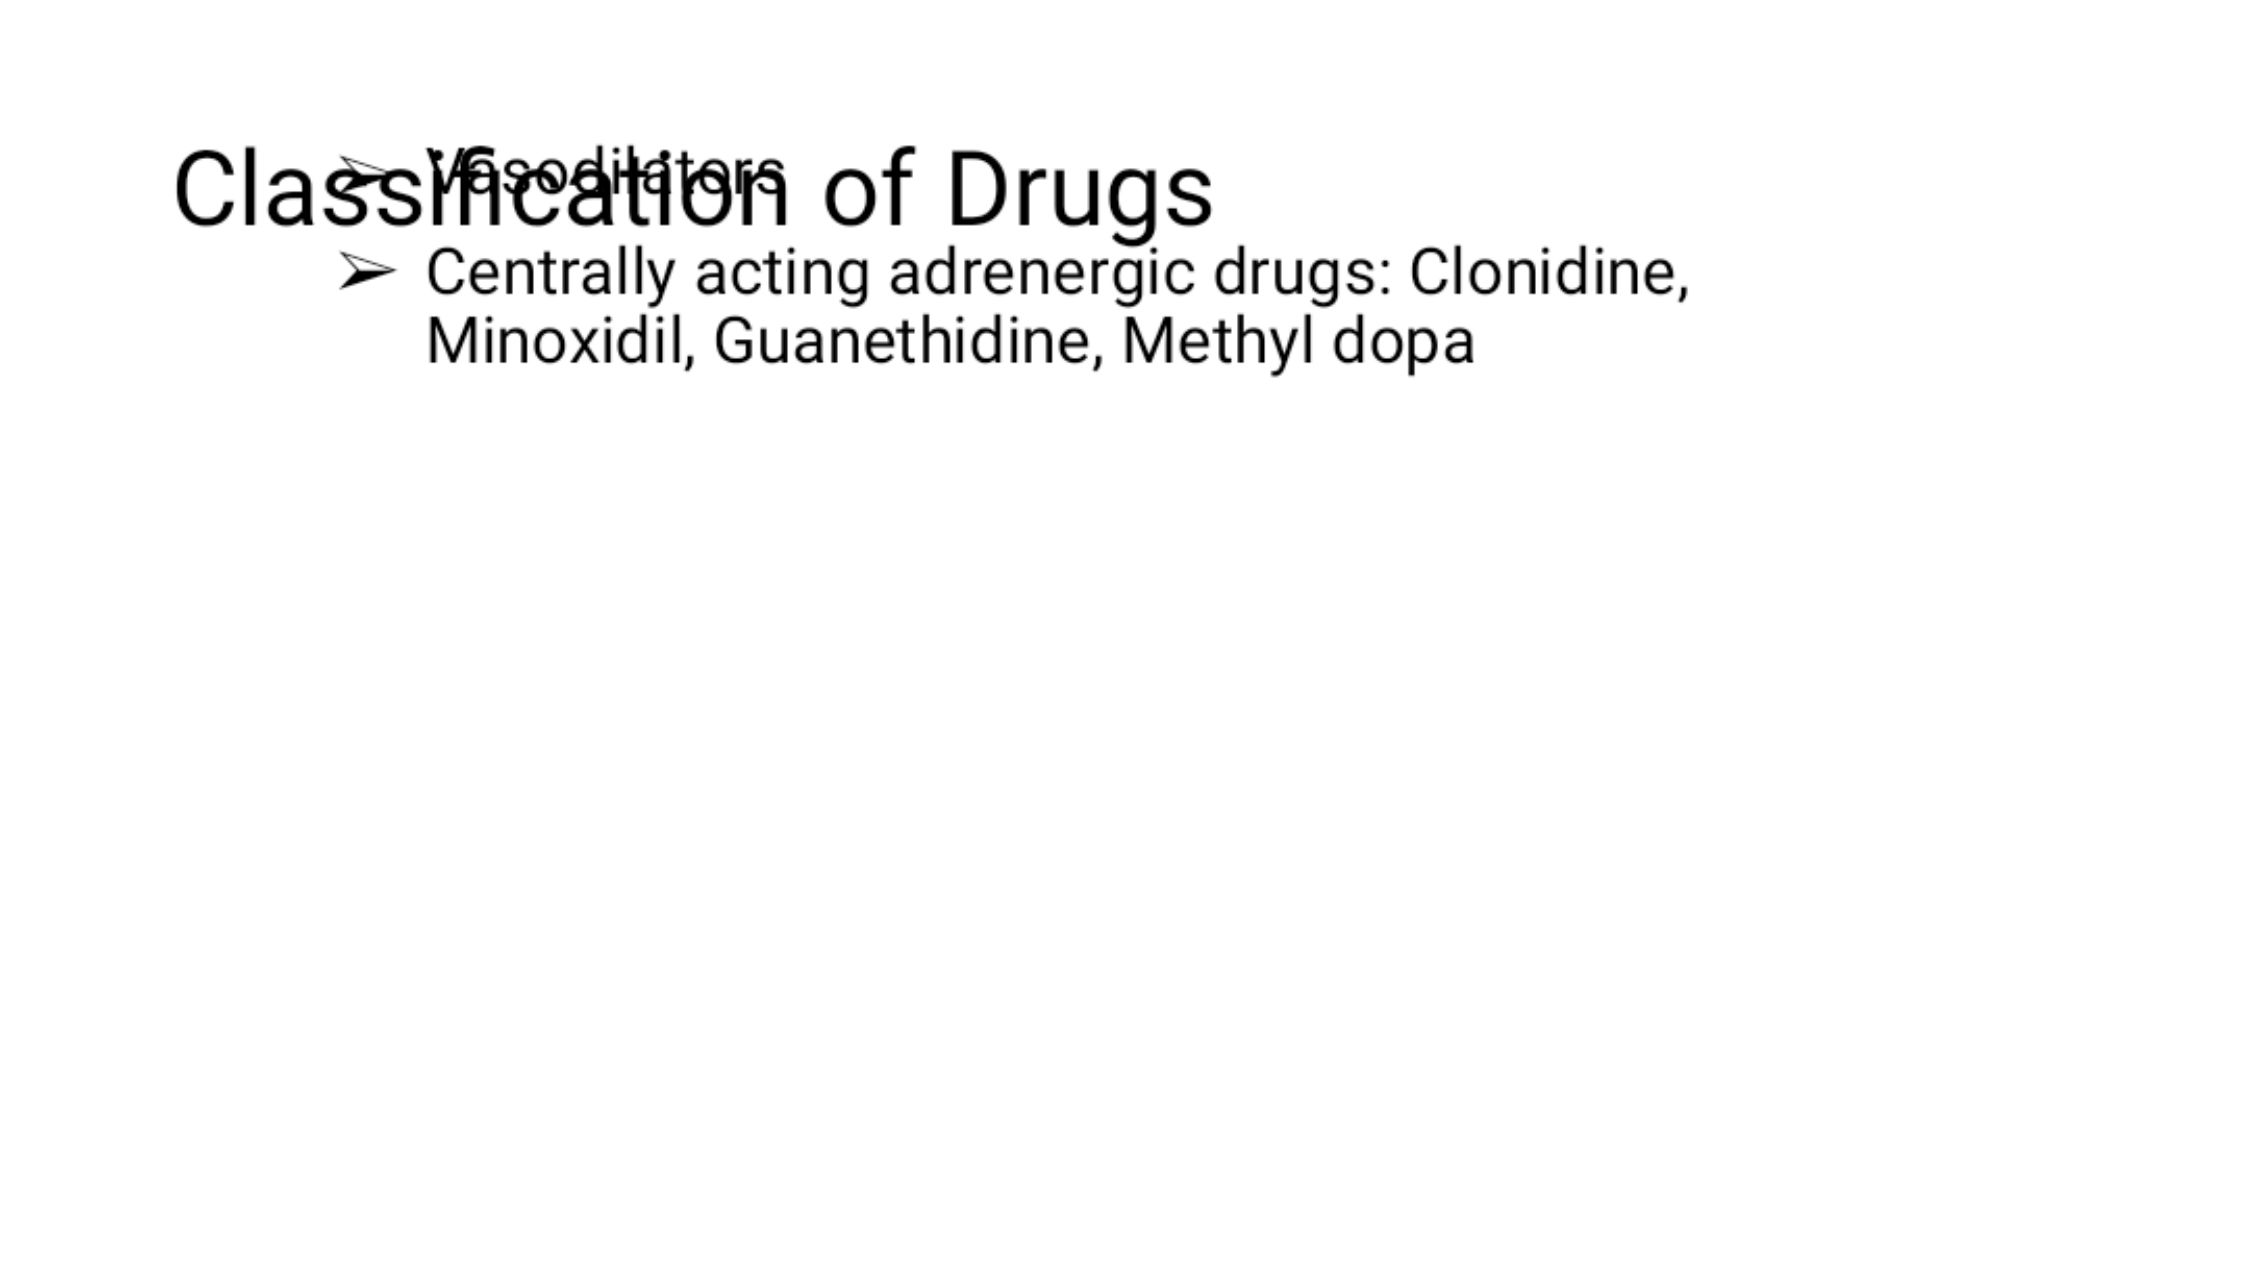 Classification of Drugs
➢ Vasodilators
➢ Centrally acting adrenergic drugs: Clonidine,
Minoxidil, Guanethidine, Methyl dopa